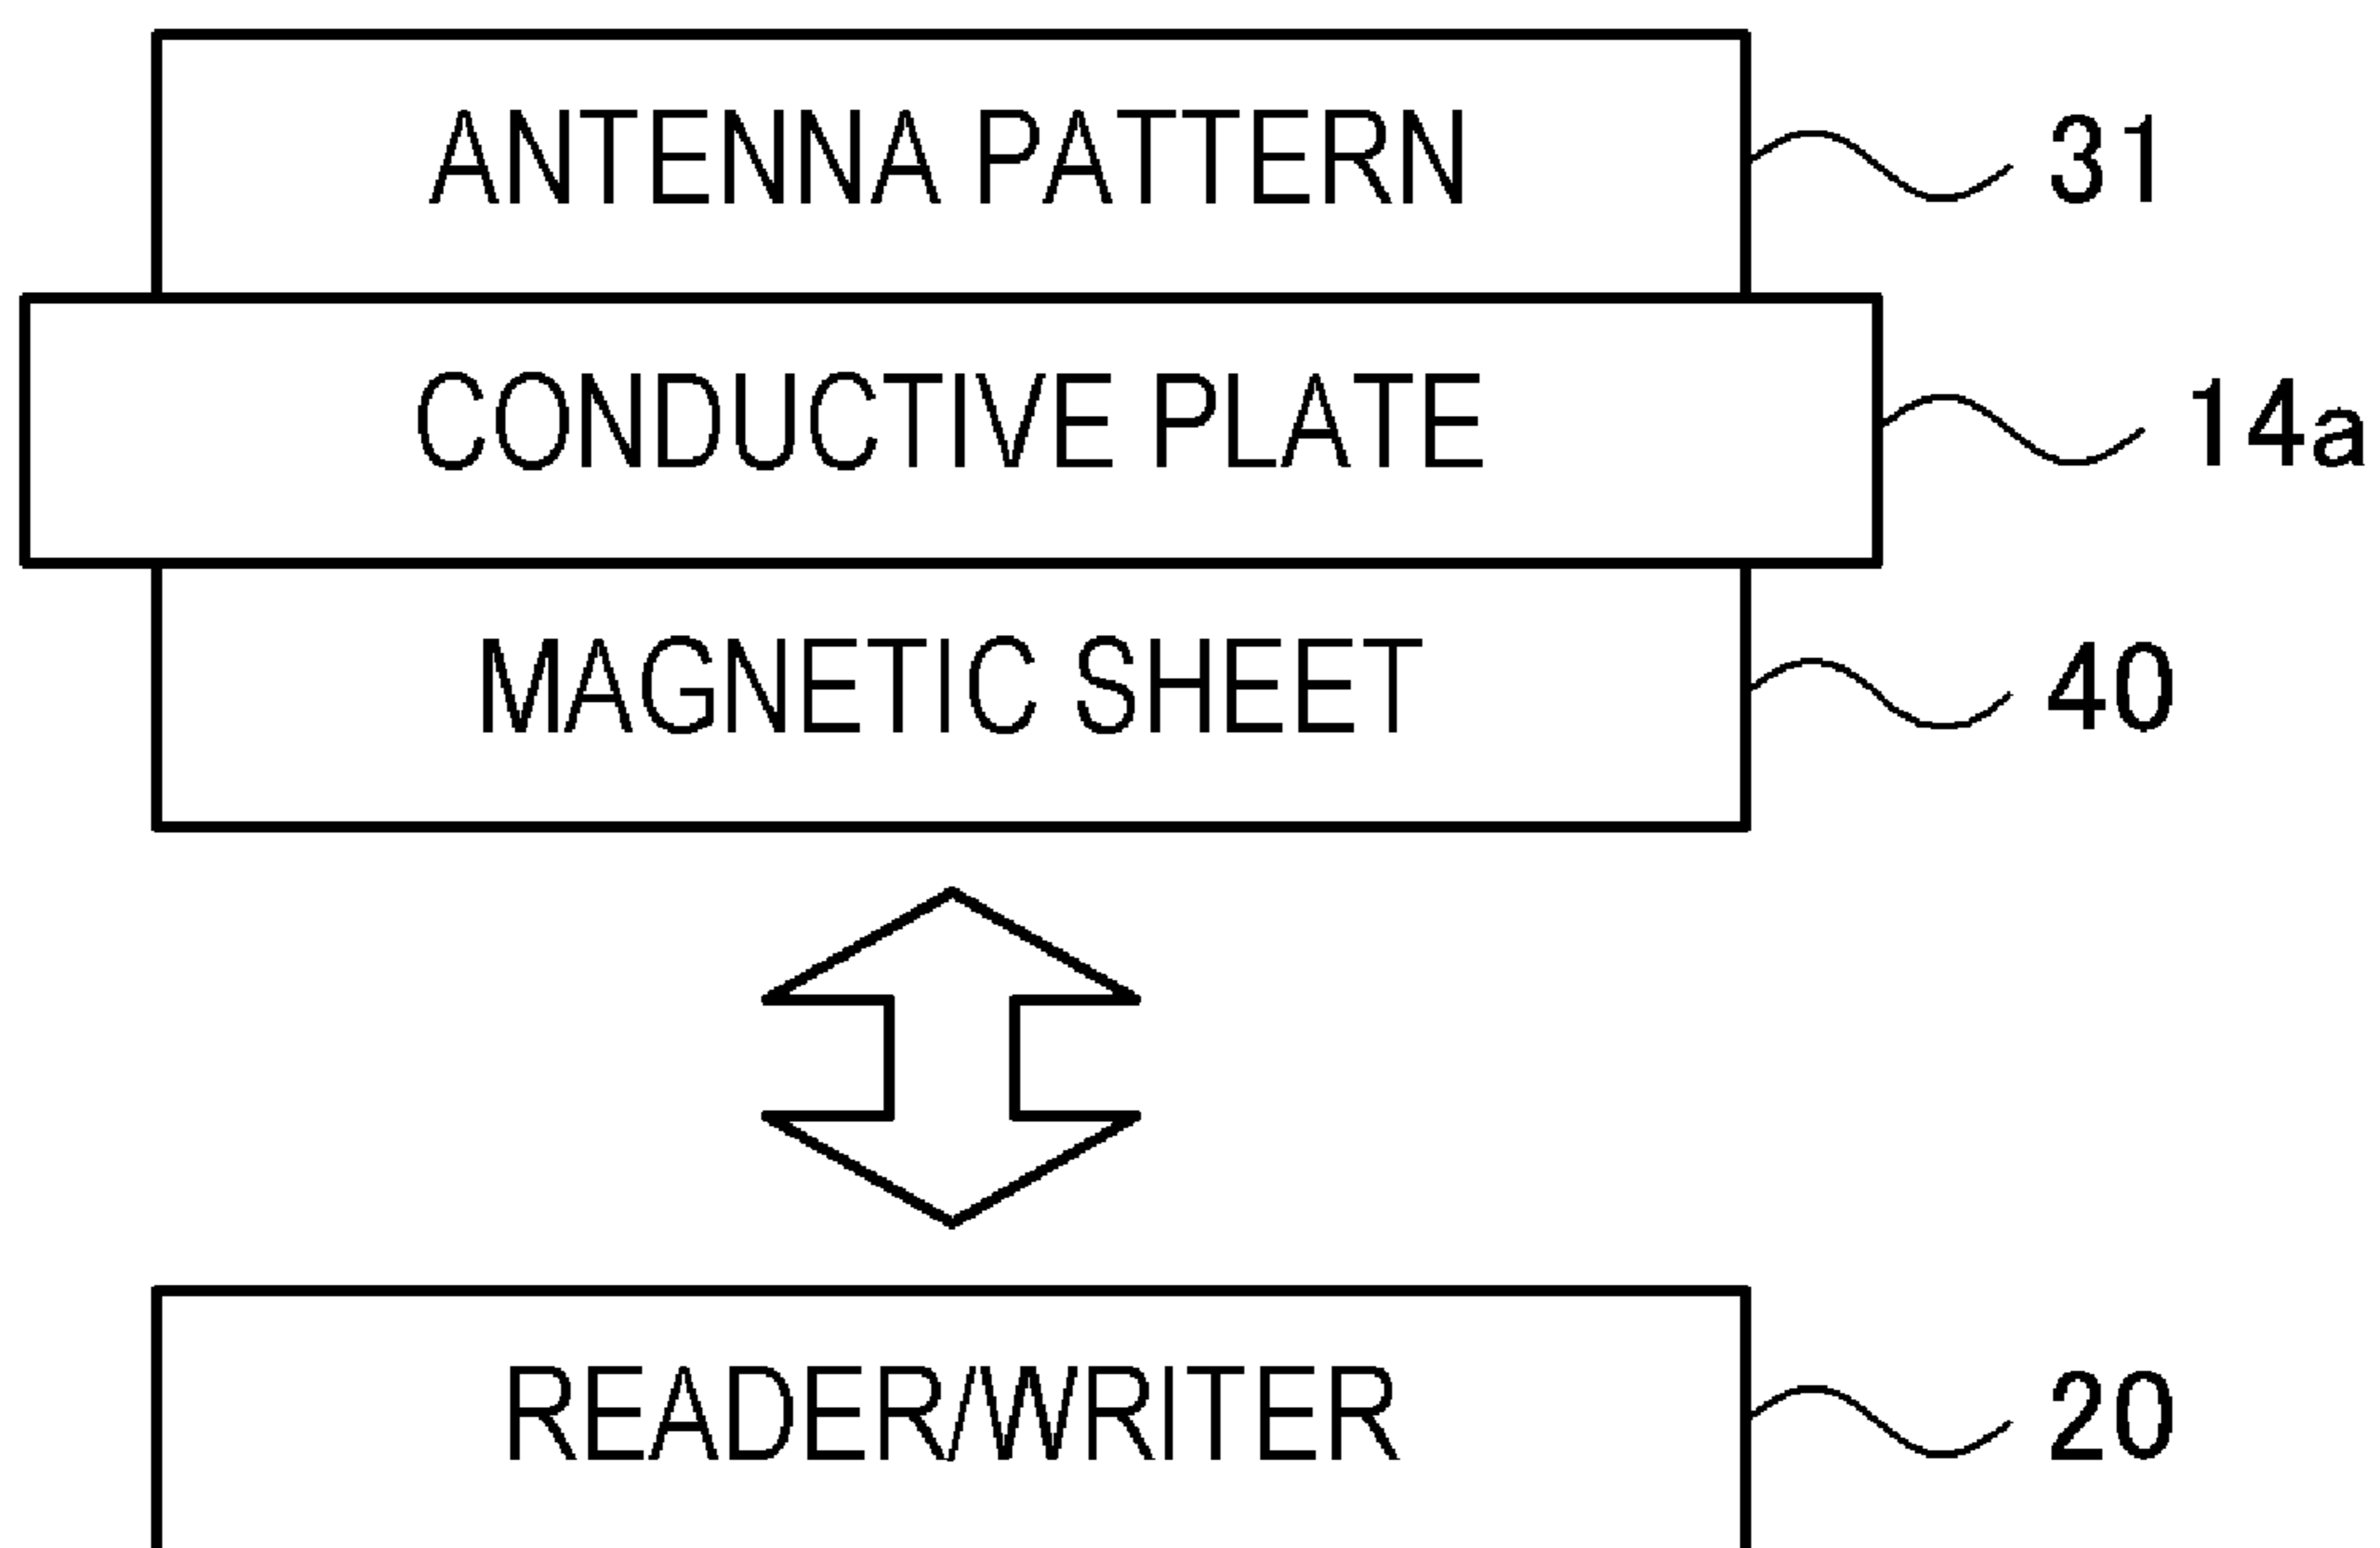 ANTENNA PATTERN 31
CONDUCTIVE PLATE 14a
MAGNETIC SHEET 40
READER/WRITER 20